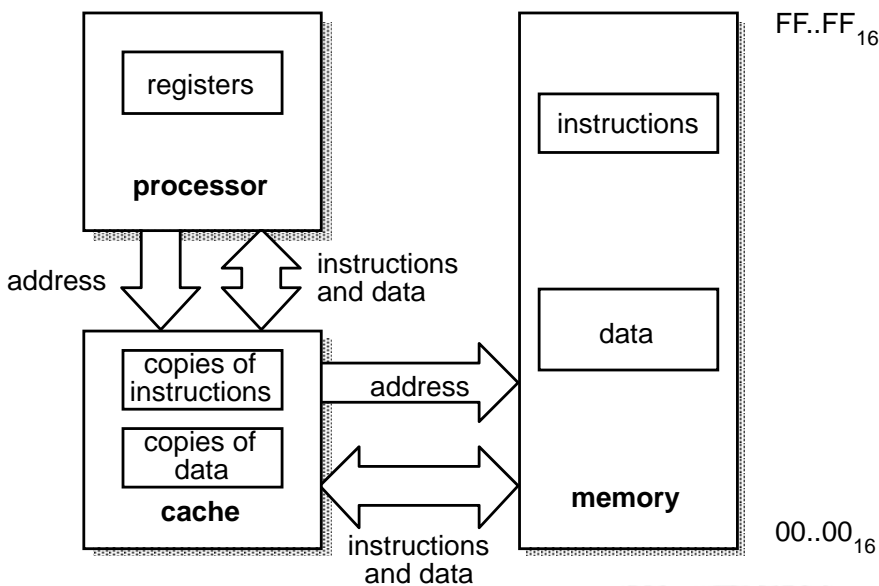 FF..FF16
registers
instructions
processor
address
instructions
and data
data
copies of
instructions
address
copies of
data
cache
memory
00..0016
instructions
and data